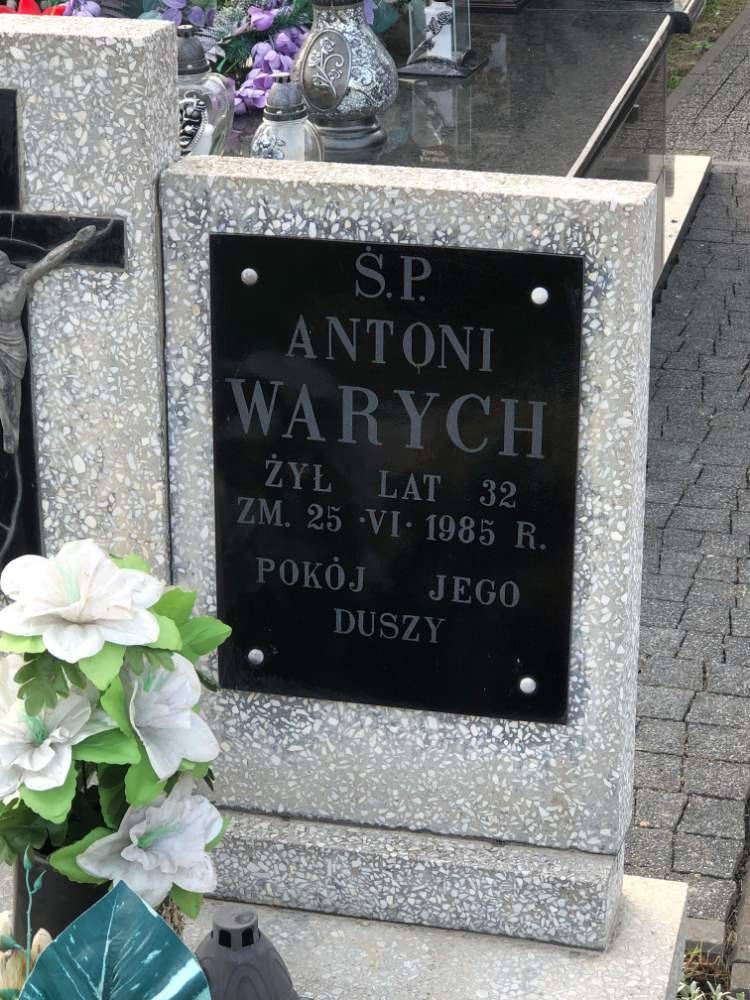 Ś.P.
ANTONI
WARYCH
ŻYŁ LAT 32
ZM. 25 ·VI· 1985 R.
POKÓJ JEGO
DUSZY